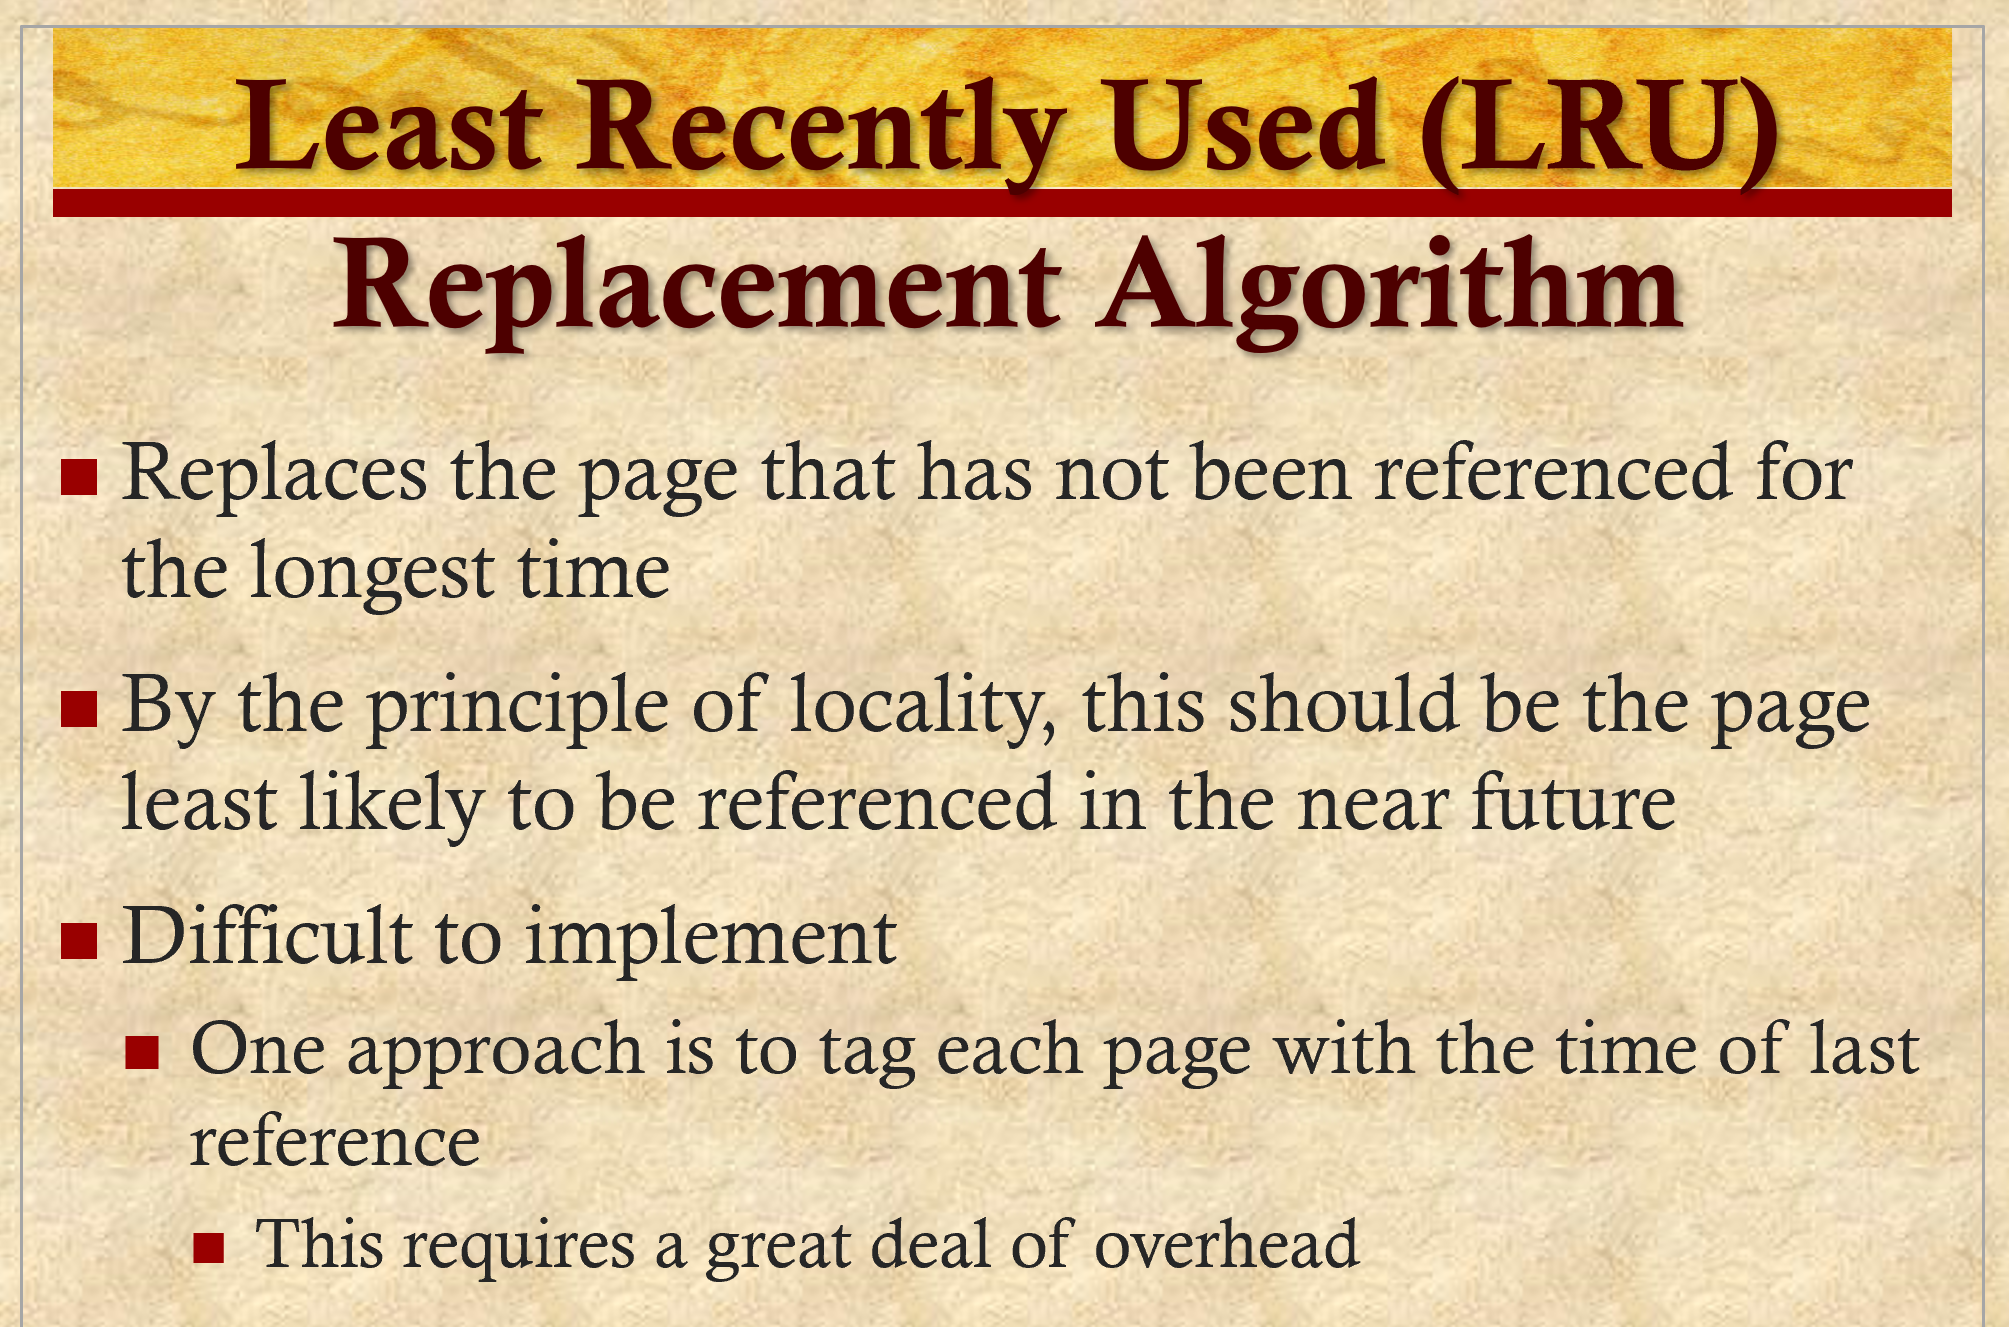 Least Recently Used (LRU)
Replacement Algorithm
Replaces the page that has not been referenced for
the longest time
By the principle of locality, this should be the page
least likely to be referenced in the near future
Difficult to implement
One approach is to tag each page with the time of last
reference
This requires a great deal of overhead